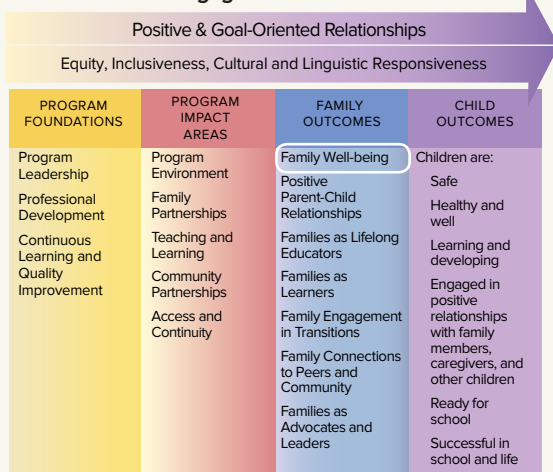 Positive & Goal-Oriented Relationships
Equity, Inclusiveness, Cultural and Linguistic Responsiveness
PROGRAM
FOUNDATIONS
Program
Leadership
Professional
Development
Continuous
Learning and
Quality
Improvement
PROGRAM
IMPACT
AREAS
Program
Environment
Family
Partnerships
Teaching and
Learning
Community
Partnerships
Access and
Continuity
FAMILY
OUTCOMES
Family Well-being
Positive
Parent-Child
Relationships
Families as Lifelong
Educators
Families as
Learners
Family Engagement
in Transitions
Family Connections
to Peers and
Community
Families as
Advocates and
Leaders
CHILD
OUTCOMES
Children are:
Safe
Healthy and
well
Learning and
developing
Engaged in
positive
relationships
with family
members,
caregivers, and
other children
Ready for
school
Successful in
school and life